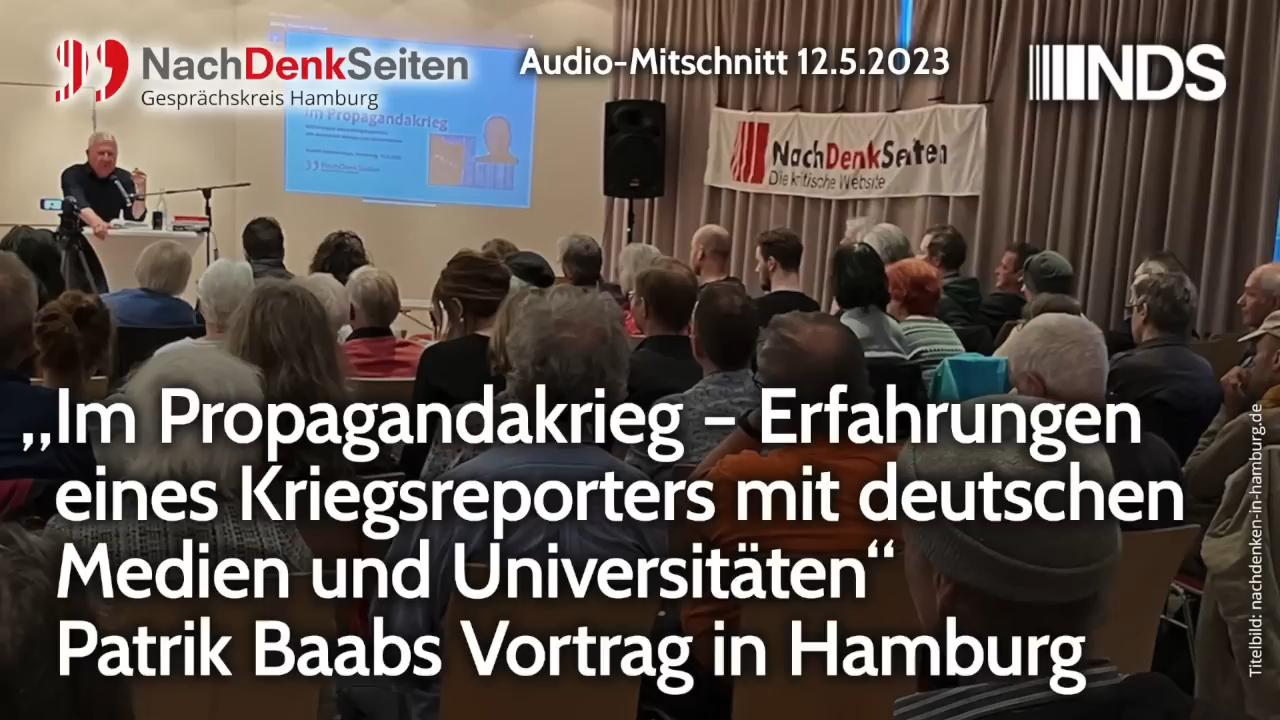 NachDenkSeiten
Gesprächskreis Hamburg
Audio-Mitschnitt 12.5.2023
NDS
im Propagandakrieg
NachDenkSeiten
NachDenkSeiten
Die kritische Website
„Im Propagandakrieg – Erfahrungen
eines Kriegsreporters mit deutschen
Medien und Universitäten“
Patrik Baabs Vortrag in Hamburg
Titelbild: nachdenken-in-hamburg.de